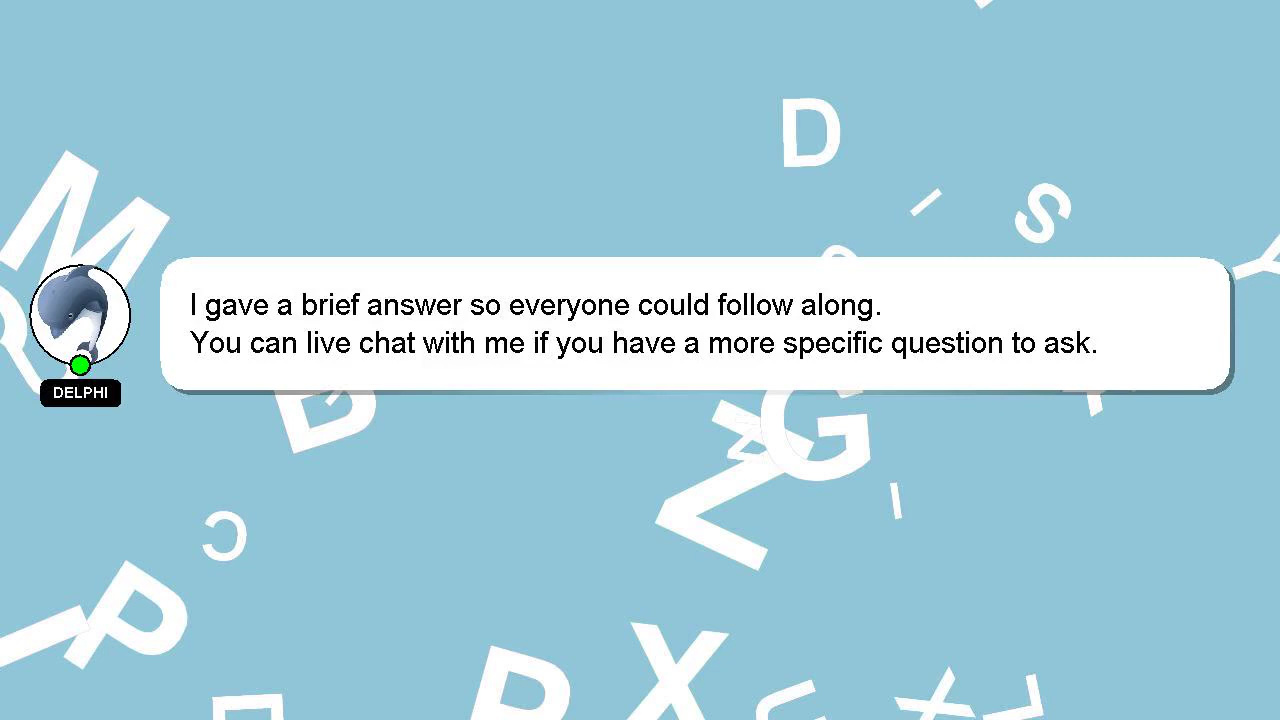 D
I
S
M
I gave a brief answer so everyone could follow along.
You can live chat with me if you have a more specific question to ask.
DELPHI
B
Z
G
Z
I
C
P
X
X